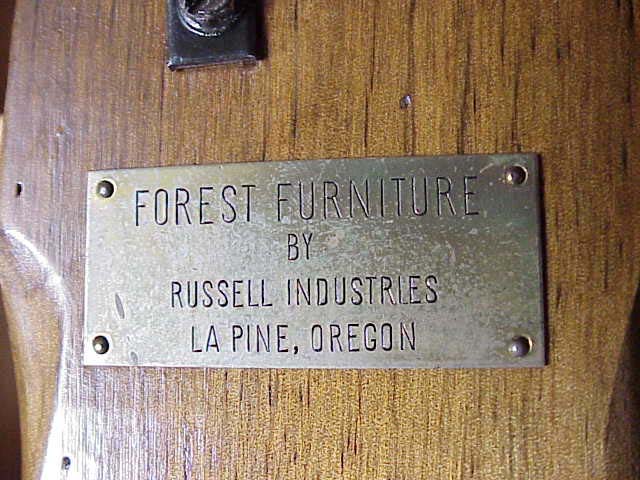 FOREST FURNITURE
BY
RUSSELL INDUSTRIES
LA PINE, OREGON